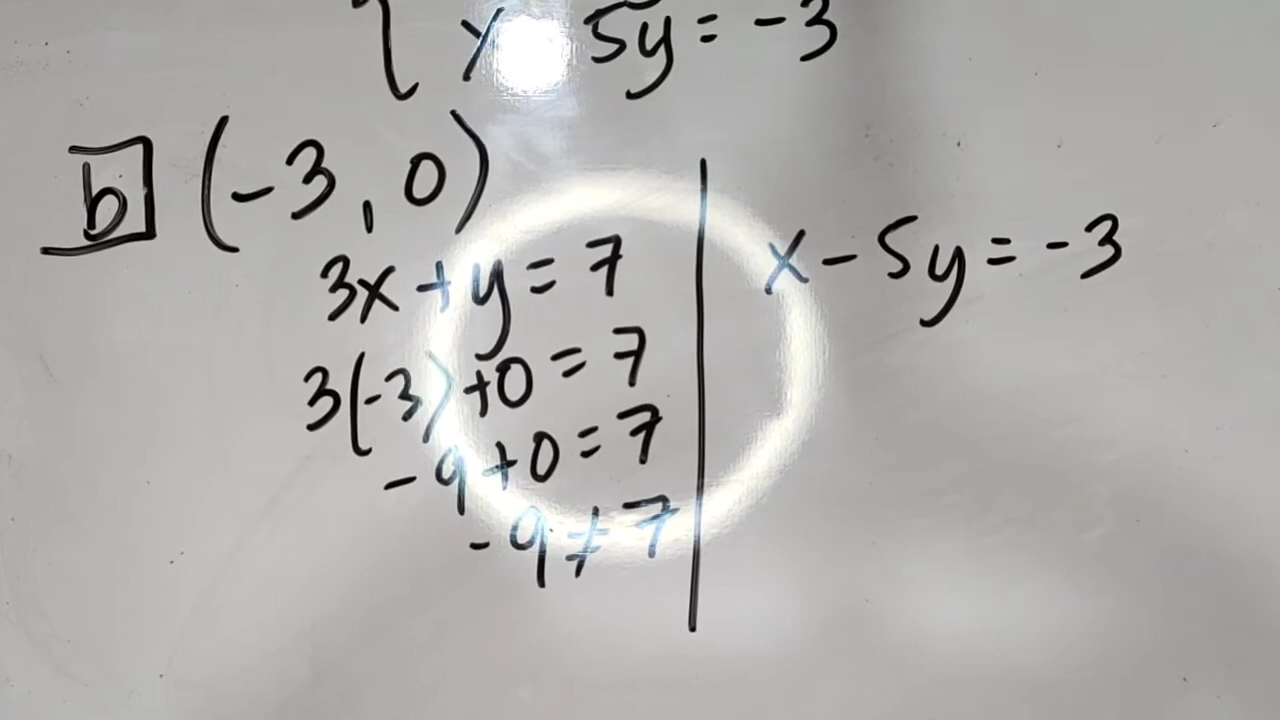 x 5y = -3
b (-3, 0)
3x + y = 7
3(-3) + 0 = 7
-9 + 0 = 7
-9 ≠ 7
x - 5y = -3